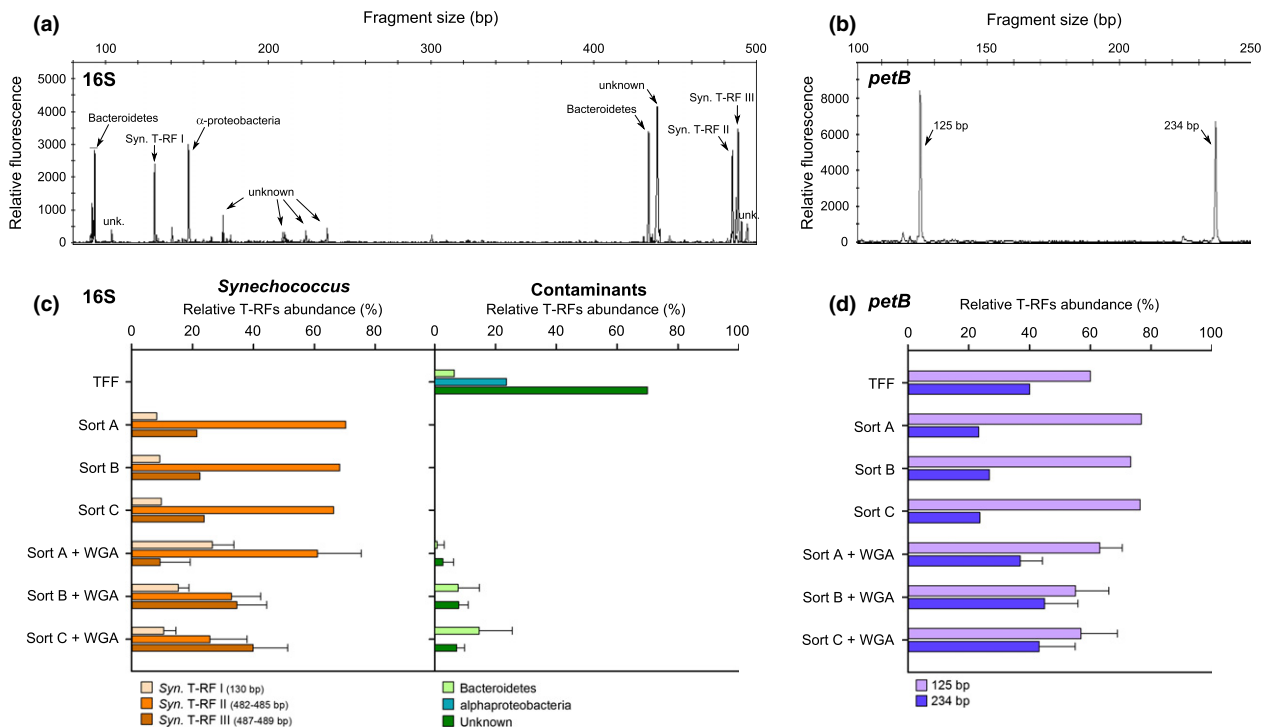 (a)
Fragment size (bp)
100 200 300 400 500
Relative fluorescence
5000
4000
3000
2000
1000
0
16S
Bacteroidetes
unk.
Syn. T-RF I
α-proteobacteria
unknown
unknown
Bacteroidetes
Syn. T-RF III
Syn. T-RF II
unk.
(b)
Fragment size (bp)
100 150 200 250
Relative fluorescence
8000
6000
4000
2000
0
petB
125 bp
234 bp
(c) 16S
Synechococcus
Relative T-RFs abundance (%)
0 20 40 60 80
Contaminants
Relative T-RFs abundance (%)
0 20 40 60 80 100
TFF
Sort A
Sort B
Sort C
Sort A + WGA
Sort B + WGA
Sort C + WGA
Syn. T-RF I (130 bp)
Syn. T-RF II (482-485 bp)
Syn. T-RF III (487-489 bp)
Bacteroidetes
alphaproteobacteria
Unknown
(d) petB
Relative T-RFs abundance (%)
0 20 40 60 80 100
TFF
Sort A
Sort B
Sort C
Sort A + WGA
Sort B + WGA
Sort C + WGA
125 bp
234 bp